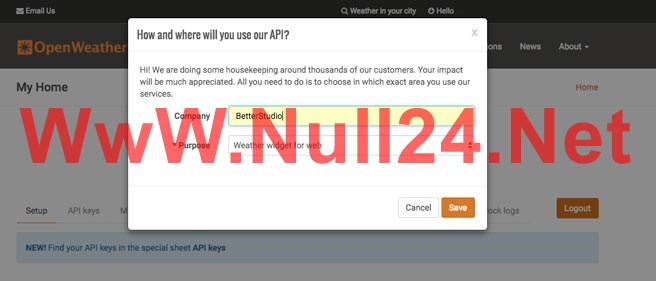 Email Us
Weather in your city
Hello
How and where will you use our API?
x
OpenWeather
News
About
Hi! We are doing some housekeeping around thousands of our customers. Your impact
will be much appreciated. All you need to do is to choose in which exact area you use our
services.
My Home
Home
Company
BetterStudio
WwW.Null24.Net
* Purpose
Weather widget for web
Cancel
Save
Setup
API keys
Logout
NEW! Find your API keys in the special sheet API keys